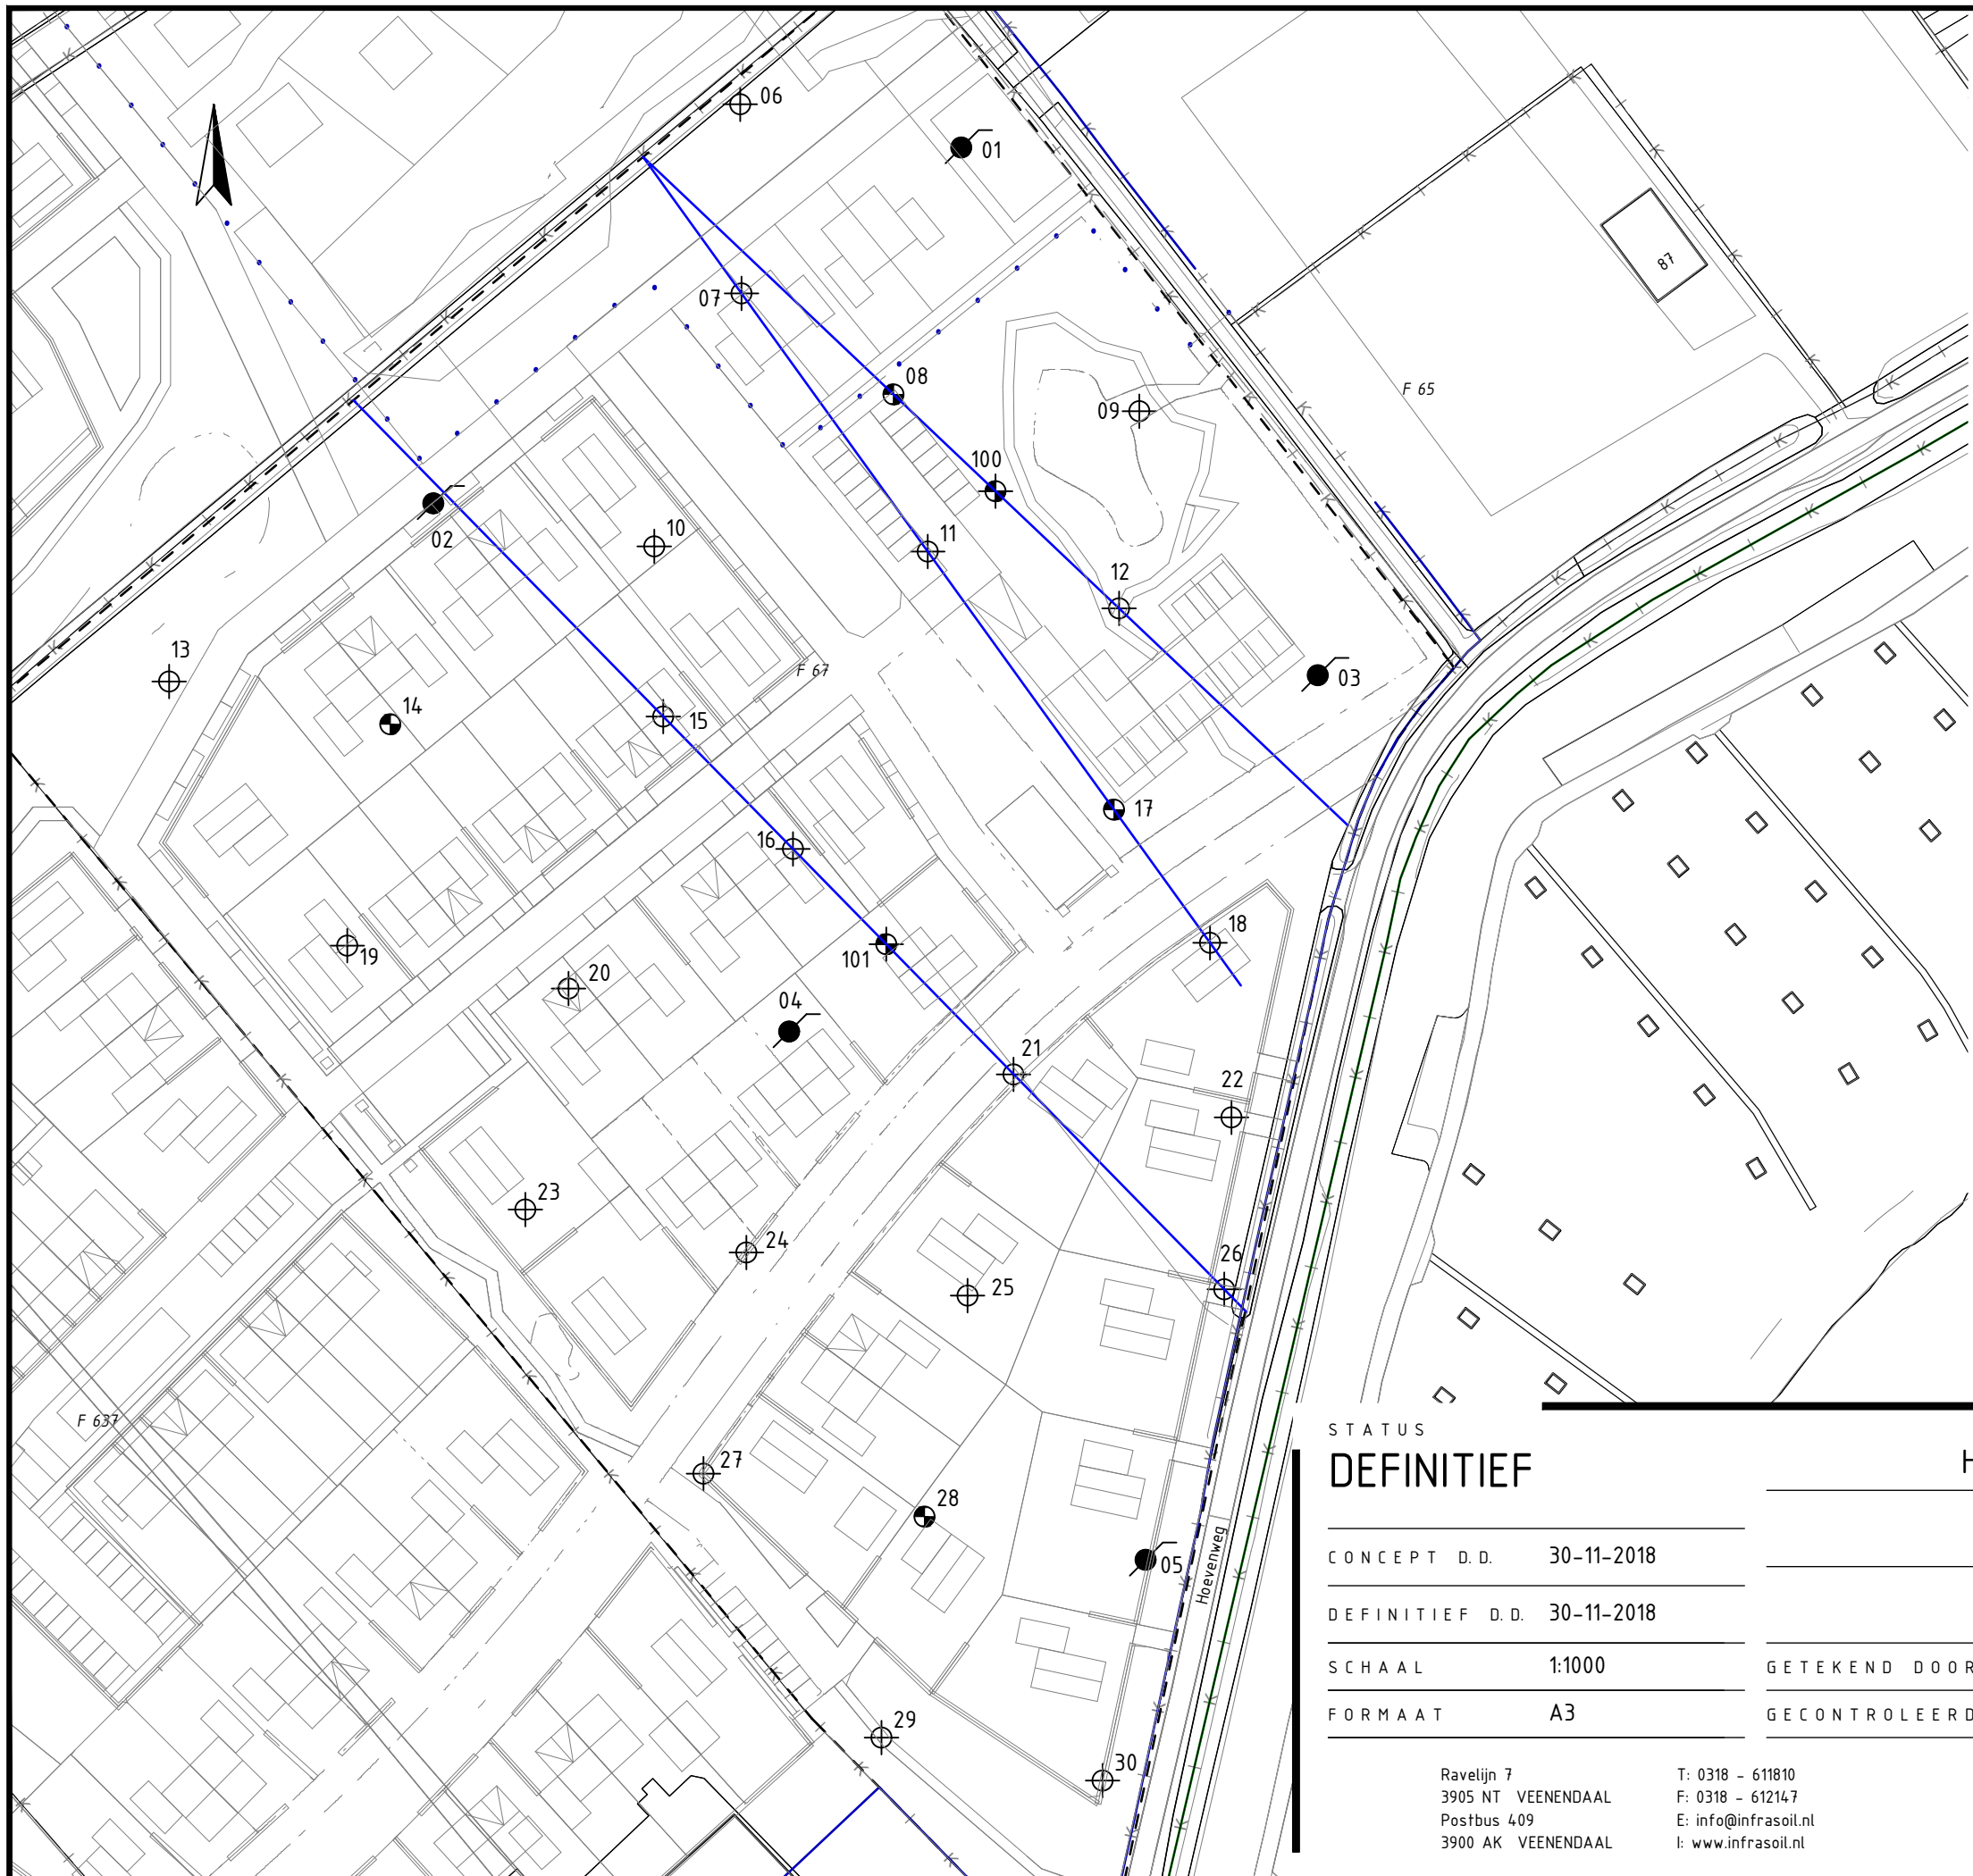 06
01
87
07
08
F 65
09
100
02
10
11
12
13
F 67
03
14
15
17
16
18
19
101
20
04
21
22
23
24
26
25
F 637
27
28
05
Hoevenweg
29
30
STATUS
DEFINITIEF
H
CONCEPT D.D. 30-11-2018
DEFINITIEF D.D. 30-11-2018
SCHAAL 1:1000 GETEKEND DOOR
FORMAAT A3 GECONTROLEERD
Ravelijn 7 T: 0318 - 611810
3905 NT VEENENDAAL F: 0318 - 612147
Postbus 409 E: info@infrasoil.nl
3900 AK VEENENDAAL I: www.infrasoil.nl